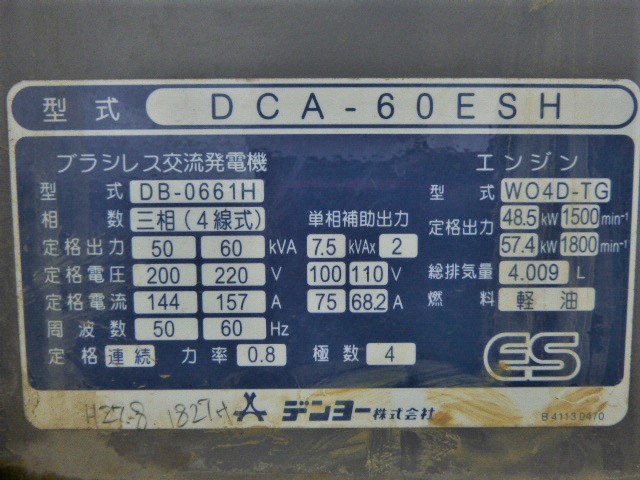 型式 DCA-60ESH
ブラシレス交流発電機 エンジン
型式 DB-0661H 型式 WO4D-TG
相数 三相(4線式) 単相補助出力 定格出力 48.5 kW 1500 min⁻¹
定格出力 50 60 kVA 7.5 kVAx 2 57.4 kW 1800 min⁻¹
定格電圧 200 220 V 100 110 V 総排気量 4.009 L
定格電流 144 157 A 75 68.2 A 燃料 軽油
周波数 50 60 Hz
定格 連続 力率 0.8 極数 4 ES
H27.8 1827H デンヨー株式会社